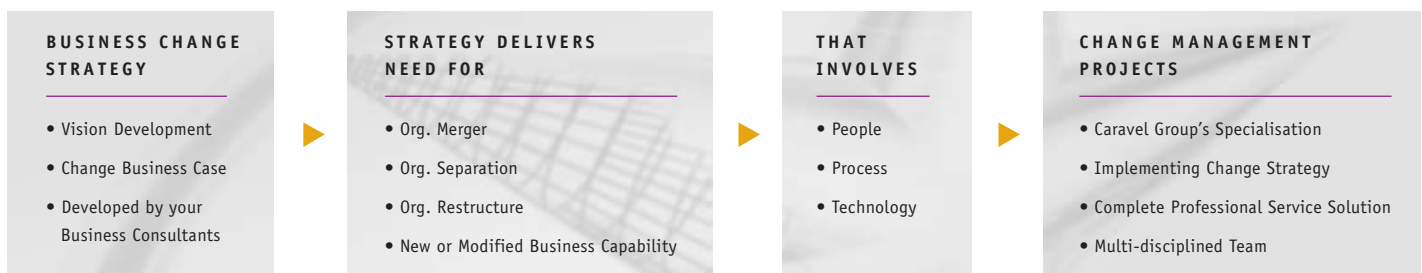 BUSINESS CHANGE
STRATEGY
• Vision Development
• Change Business Case
• Developed by your
Business Consultants
STRATEGY DELIVERS
NEED FOR
• Org. Merger
• Org. Separation
• Org. Restructure
• New or Modified Business Capability
THAT
INVOLVES
• People
• Process
• Technology
CHANGE MANAGEMENT
PROJECTS
• Caravel Group's Specialisation
• Implementing Change Strategy
• Complete Professional Service Solution
• Multi-disciplined Team